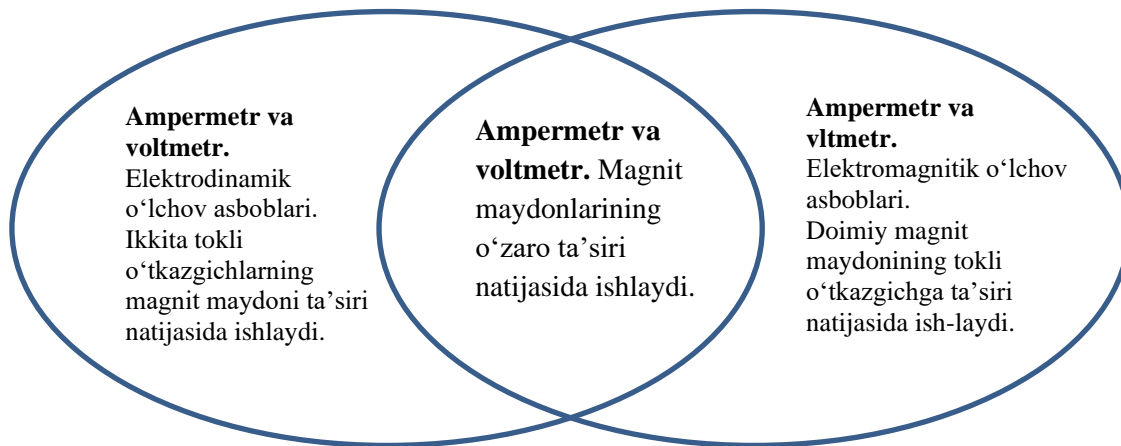 Ampermetr va
voltmetr.
Elektrodinamik
o‘lchov asboblari.
Ikkita tokli
o‘tkazgichlarning
magnit maydoni ta’siri
natijasida ishlaydi.
Ampermetr va
voltmetr. Magnit
maydonlarining
o‘zaro ta’siri
natijasida ishlaydi.
Ampermetr va
vltmetr.
Elektromagnitik o‘lchov
asboblari.
Doimiy magnit
maydonining tokli
o‘tkazgichga ta’siri
natijasida ish-laydi.